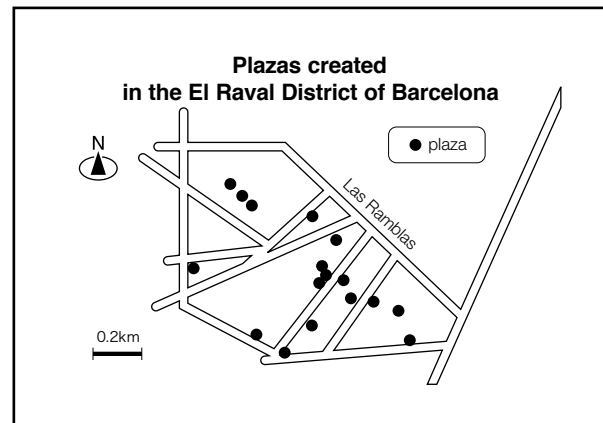 Plazas created
in the El Raval District of Barcelona
N
plaza
Las Ramblas
0.2km